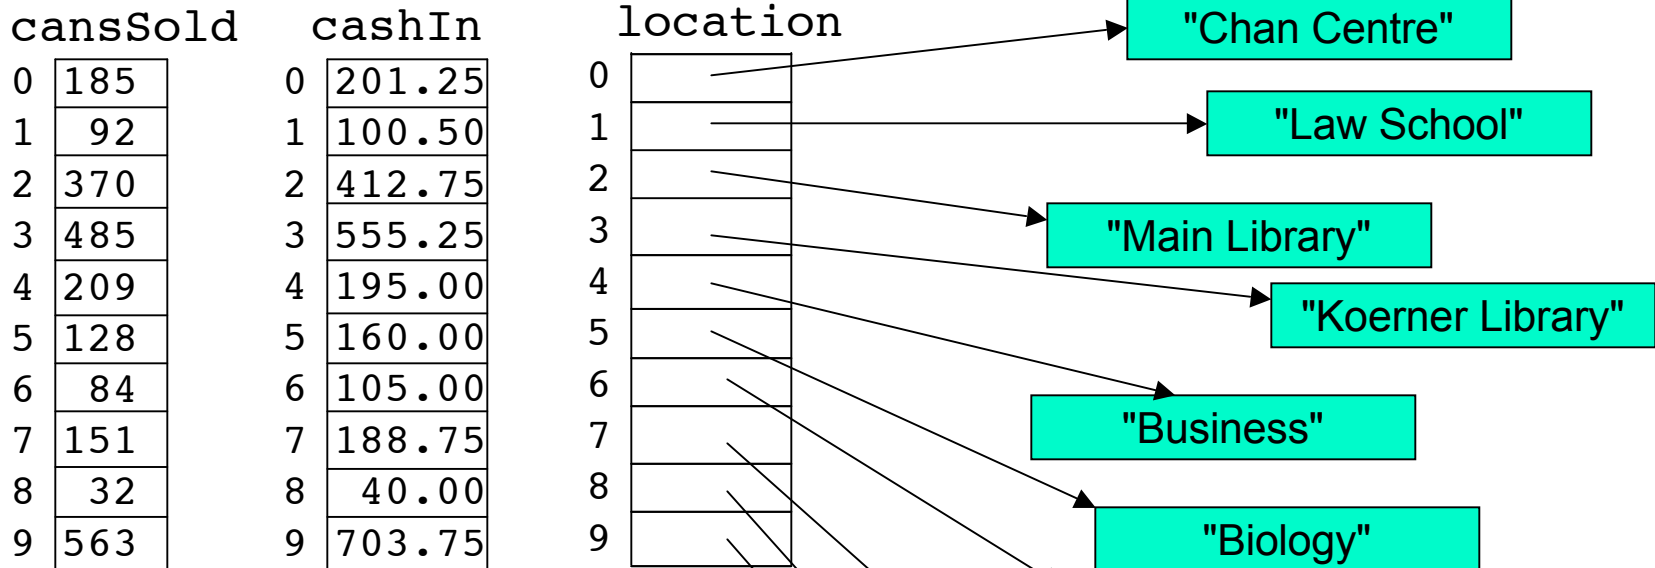 cansSold cashIn location
"Chan Centre"
0 185 0 201.25 0
1 92 1 100.50 1 "Law School"
2 370 2 412.75 2
"Main Library"
3 485 3 555.25 3
4 209 4 195.00 4 "Koerner Library"
5 128 5 160.00 5
6 84 6 105.00 6
7 151 7 188.75 7 "Business"
8 32 8 40.00 8
9 563 9 703.75 9 "Biology"